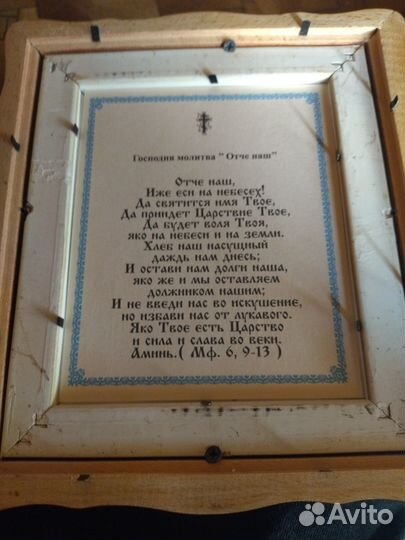 Господня молитва "Отче наш"
Отче наш,
Иже еси на небесех!
Да святится имя Твое,
Да приидет Царствие Твое,
Да будет воля Твоя,
яко на небеси и на земли.
Хлеб наш насущный
даждь нам днесь;
И остави нам долги наша,
яко же и мы оставляем
должником нашим;
И не введи нас во искушение,
но избави нас от лукавого.
Яко Твое есть Царство
и сила и слава во веки.
Аминь.( Мф. 6, 9-13 )
Avito